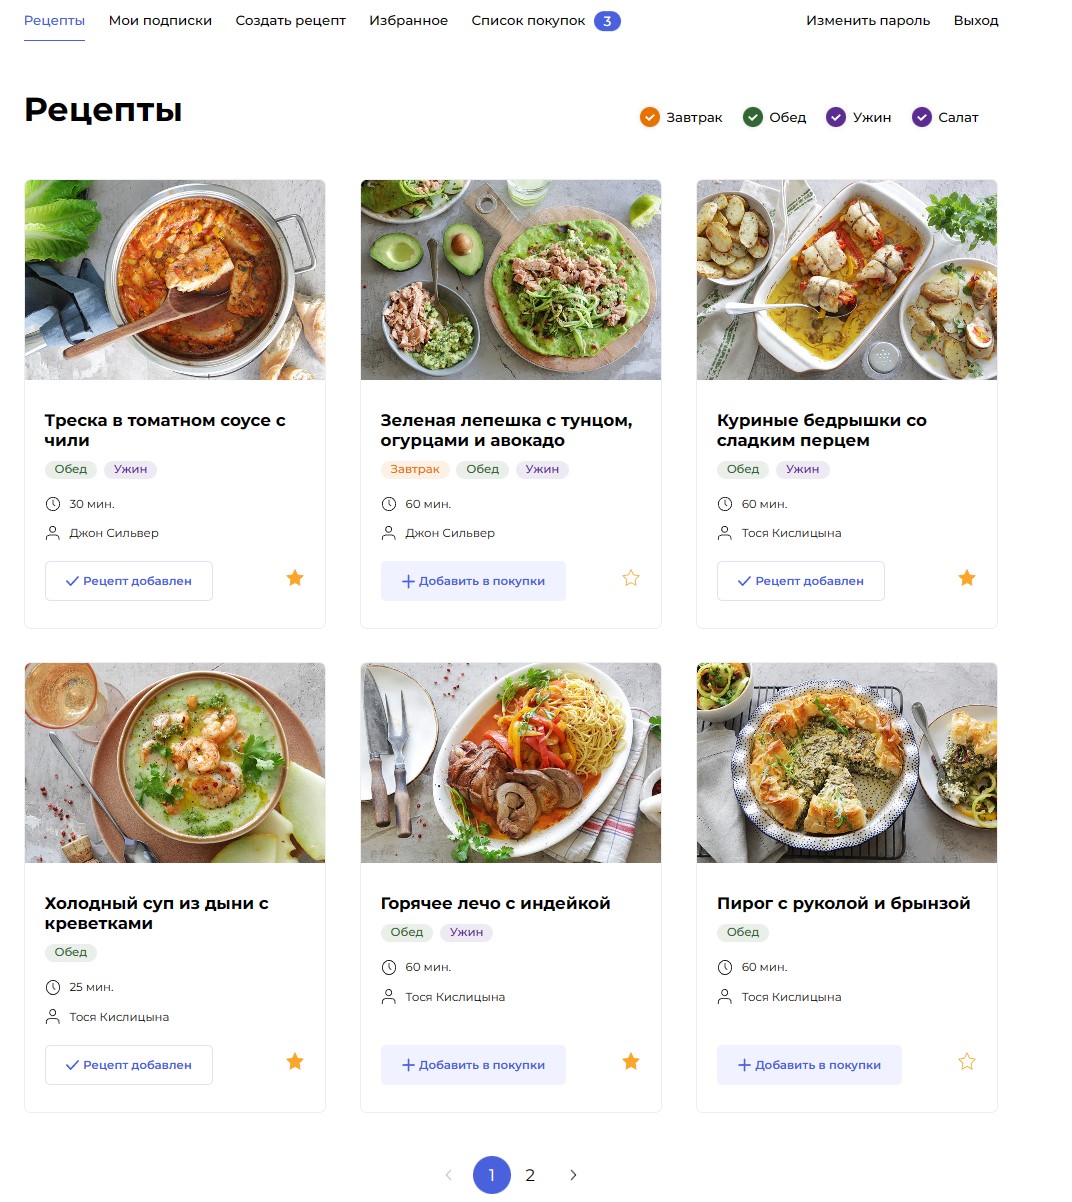 Рецепты Мои подписки Создать рецепт Избранное Список покупок 3 Изменить пароль Выход
Рецепты
Завтрак Обед Ужин Салат
Треска в томатном соусе с
чили
Обед Ужин
30 мин.
Джон Сильвер
Рецепт добавлен
Зеленая лепешка с тунцом,
огурцами и авокадо
Завтрак Обед Ужин
60 мин.
Джон Сильвер
Добавить в покупки
Куриные бедрышки со
сладким перцем
Обед Ужин
60 мин.
Тося Кислицына
Рецепт добавлен
Холодный суп из дыни с
креветками
Обед
25 мин.
Тося Кислицына
Рецепт добавлен
Горячее лечо с индейкой
Обед Ужин
60 мин.
Тося Кислицына
Добавить в покупки
Пирог с руколой и брынзой
Обед
60 мин.
Тося Кислицына
Добавить в покупки
1 2